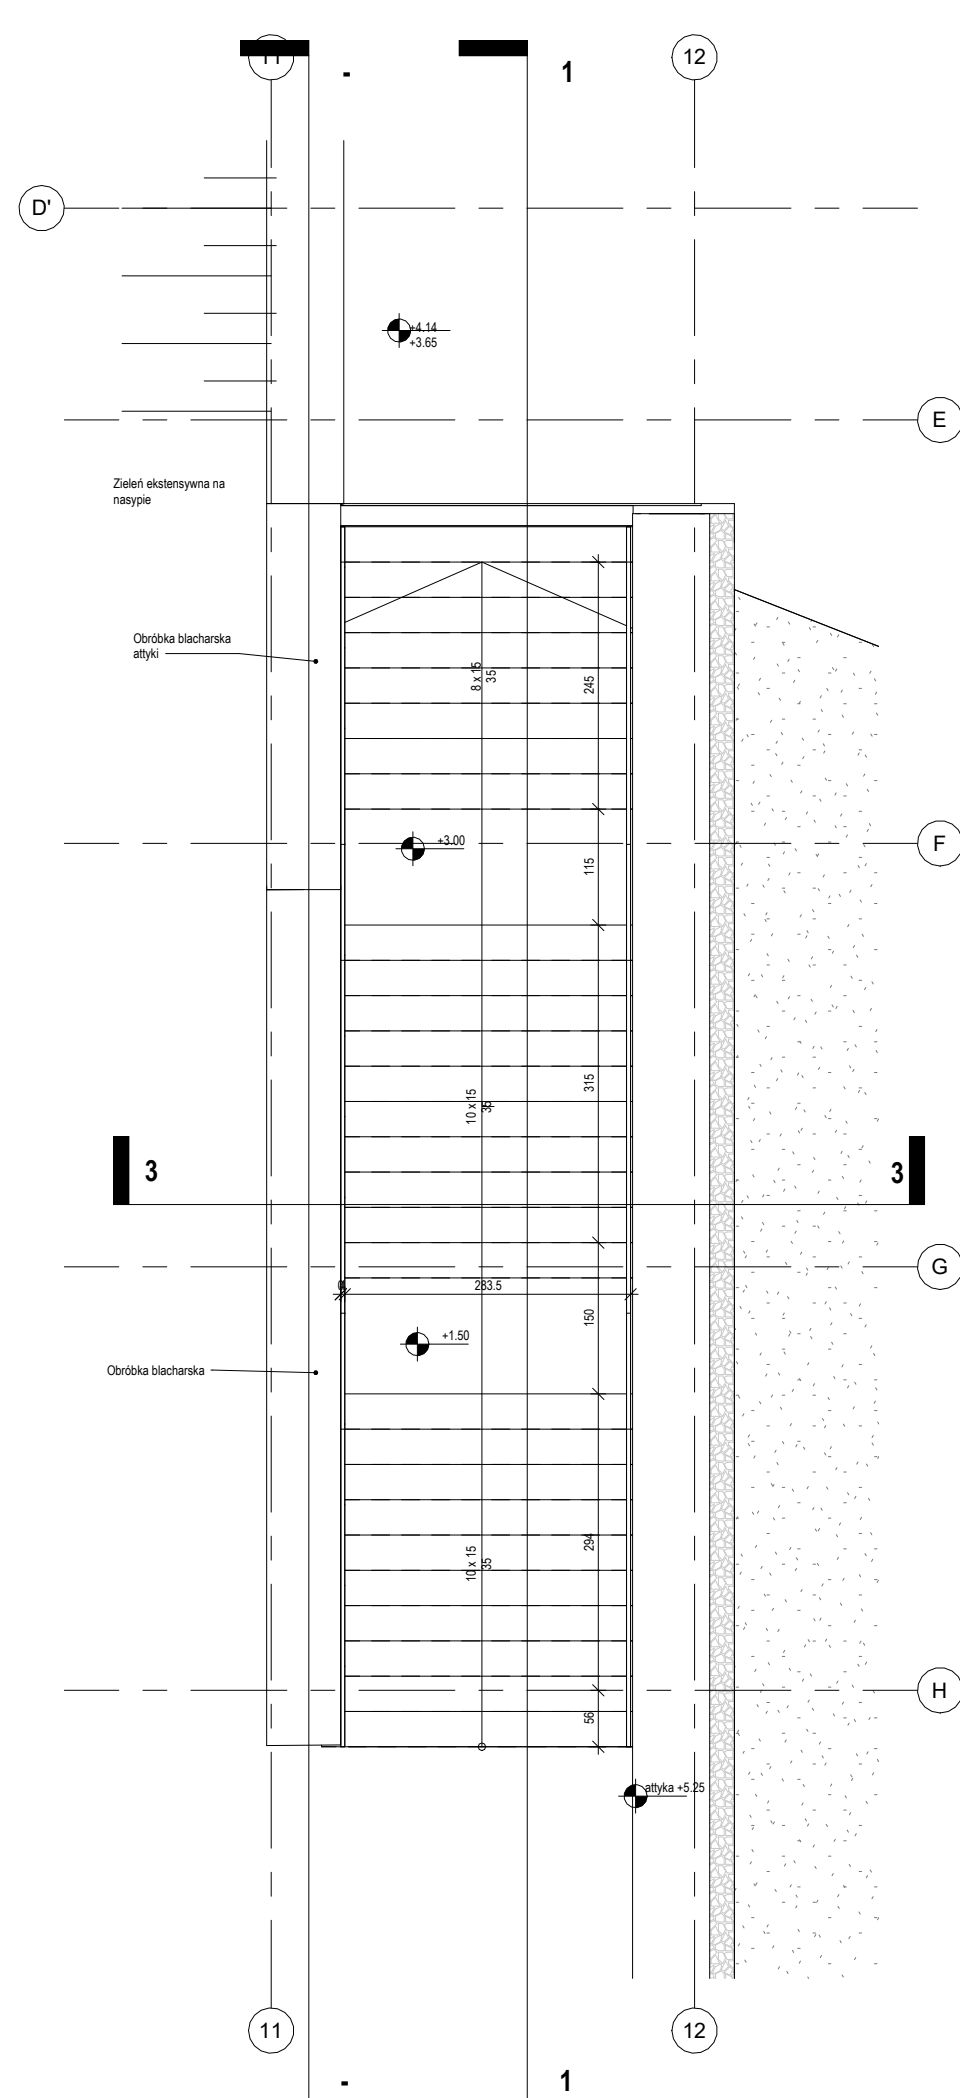 11
-
1
12
D'
+4.14
+3.65
E
Zieleń ekstensywna na
nasypie
Obróbka blacharska
attyki
8 x 15
35
245
+3.00
F
115
10 x 15
35
315
3
3
G
283.5
150
+1.50
Obróbka blacharska
10 x 15
35
294
H
56
attyka +5.25
11
12
-
1